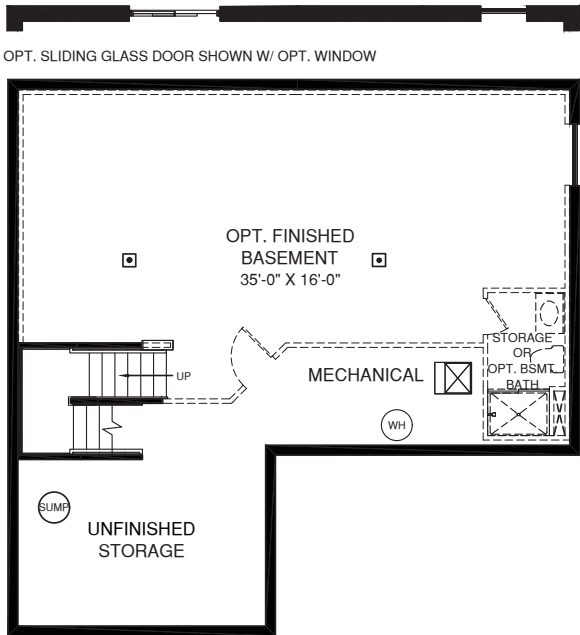 OPT. SLIDING GLASS DOOR SHOWN W/ OPT. WINDOW
OPT. FINISHED
BASEMENT
35'-0" X 16'-0"
STORAGE
OR
OPT. BSMT.
BATH
UP
MECHANICAL
WH
SUMP
UNFINISHED
STORAGE